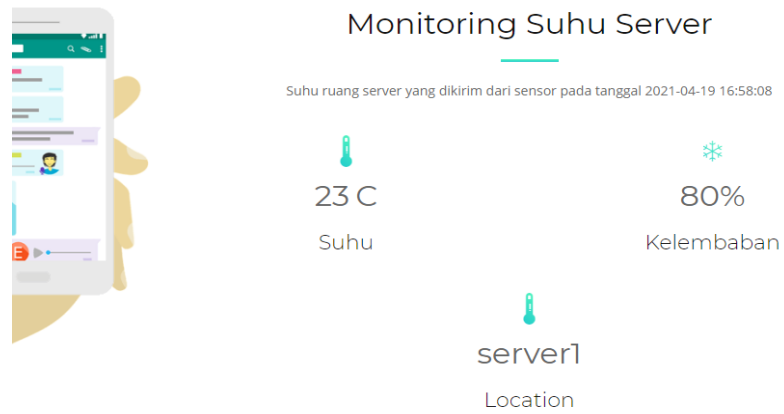 Monitoring Suhu Server
Suhu ruang server yang dikirim dari sensor pada tanggal 2021-04-19 16:58:08
23 C
80%
Suhu
Kelembaban
server1
Location
E